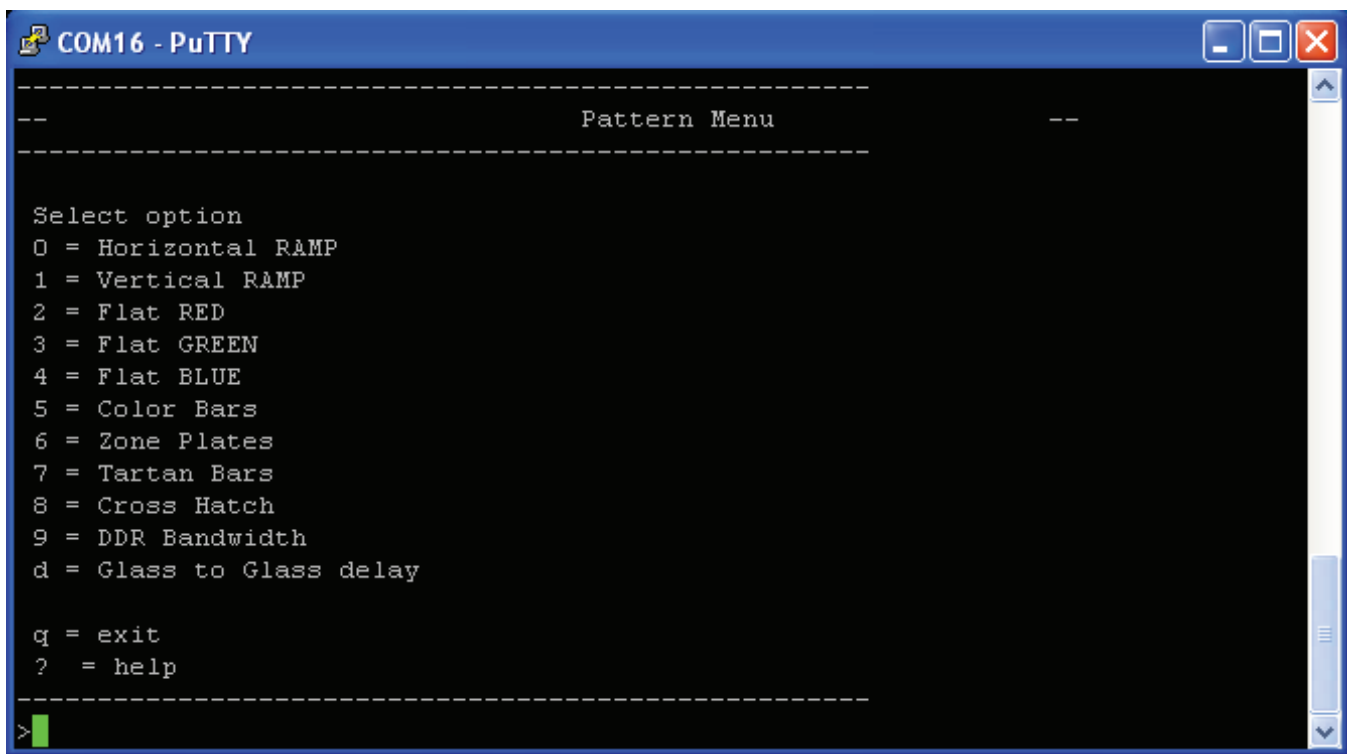 COM16 - PuTTY
-----------------------------------------------------
--                                 Pattern Menu                 --
-----------------------------------------------------
Select option
0 = Horizontal RAMP
1 = Vertical RAMP
2 = Flat RED
3 = Flat GREEN
4 = Flat BLUE
5 = Color Bars
6 = Zone Plates
7 = Tartan Bars
8 = Cross Hatch
9 = DDR Bandwidth
d = Glass to Glass delay
q = exit
?  = help
-----------------------------------------------------
>